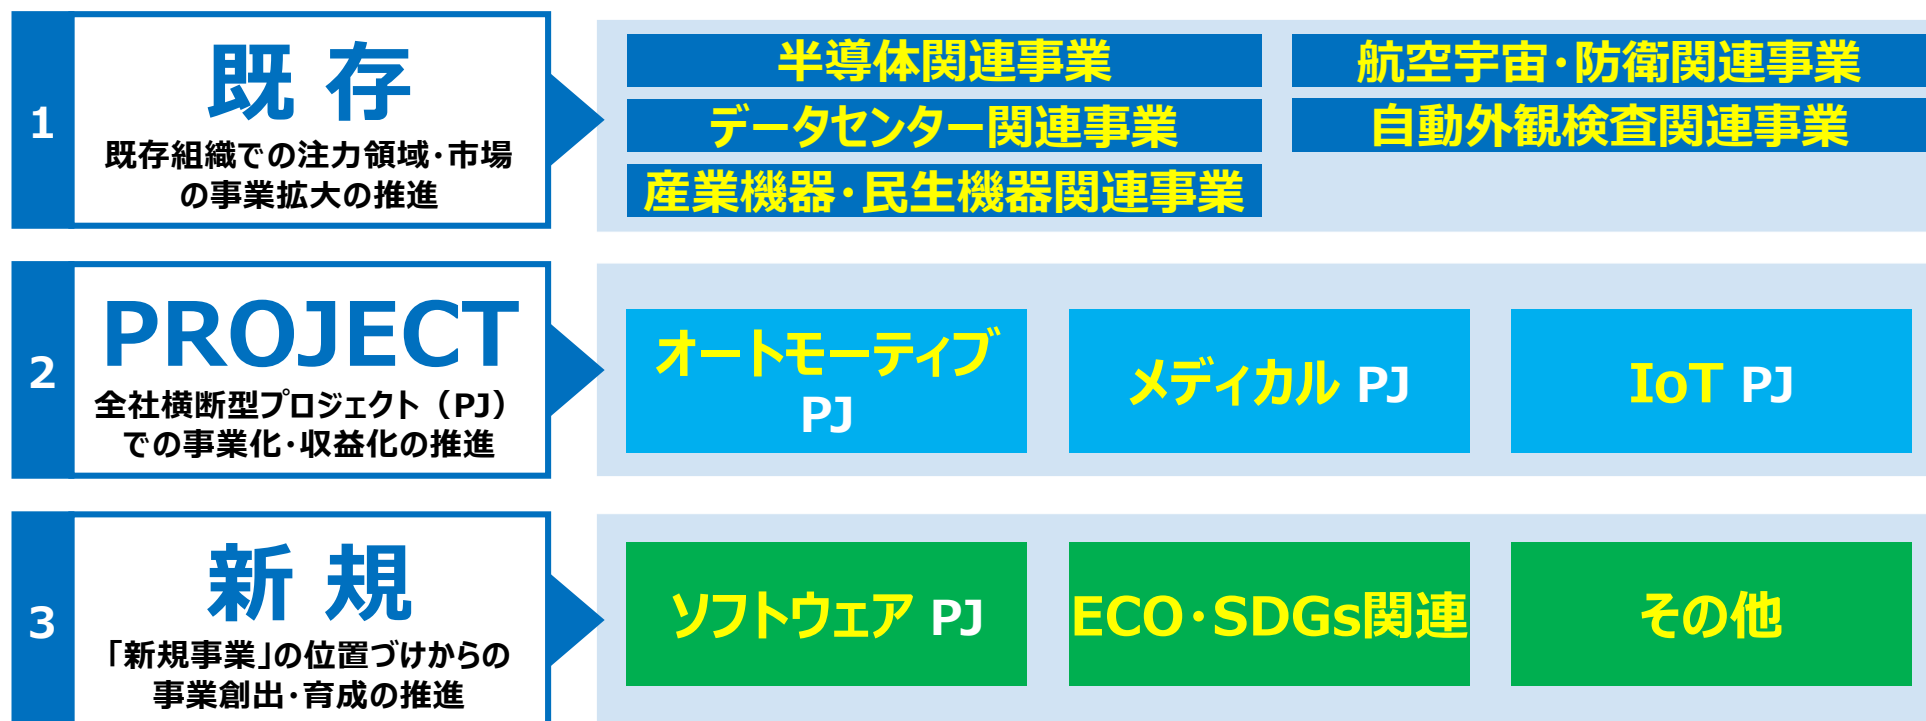 1
既 存
既存組織での注力領域・市場
の事業拡大の推進
半導体関連事業
航空宇宙・防衛関連事業
データセンター関連事業
自動外観検査関連事業
産業機器・民生機器関連事業
2
PROJECT
全社横断型プロジェクト（PJ）
での事業化・収益化の推進
オートモーティブ
PJ
メディカル PJ
IoT PJ
3
新 規
「新規事業」の位置づけからの
事業創出・育成の推進
ソフトウェア PJ
ECO・SDGs関連
その他